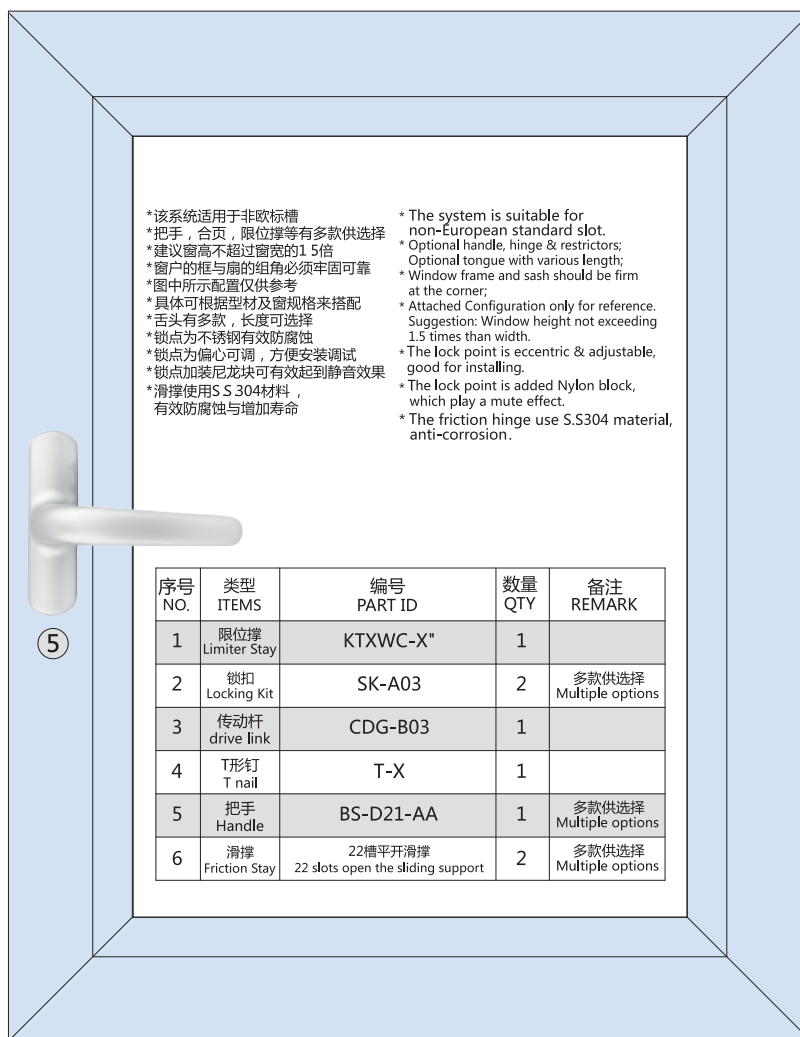 *该系统适用于非欧标槽
*把手，合页，限位撑等有多款供选择
*建议窗高不超过窗宽的1 5倍
*窗户的框与扇的组角必须牢固可靠
*图中所示配置仅供参考
*具体可根据型材及窗规格来搭配
*舌头有多款，长度可选择
*锁点为不锈钢有效防腐蚀
*锁点为偏心可调，方便安装调试
*锁点加装尼龙块可有效起到静音效果
*滑撑使用S S 304材料，
有效防腐蚀与增加寿命
* The system is suitable for
non-European standard slot.
* Optional handle, hinge & restrictors;
Optional tongue with various length;
* Window frame and sash should be firm
at the corner;
* Attached Configuration only for reference.
Suggestion: Window height not exceeding
1.5 times than width.
* The lock point is eccentric & adjustable,
good for installing.
* The lock point is added Nylon block,
which play a mute effect.
* The friction hinge use S.S304 material,
anti-corrosion.
5
序号 类型 编号 数量 备注
NO. ITEMS PART ID QTY REMARK
1 限位撑 Limiter Stay KTXWC-X" 1
2 锁扣 Locking Kit SK-A03 2 多款供选择 Multiple options
3 传动杆 drive link CDG-B03 1
4 T形钉 T nail T-X 1
5 把手 Handle BS-D21-AA 1 多款供选择 Multiple options
6 滑撑 Friction Stay 22槽平开滑撑 22 slots open the sliding support 2 多款供选择 Multiple options